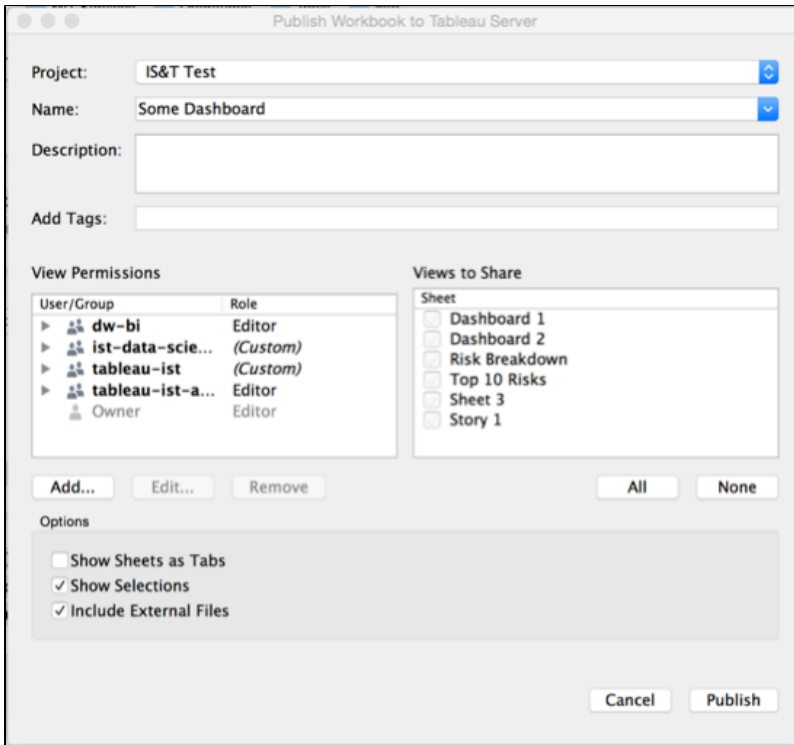 Publish Workbook to Tableau Server
Project: IS&T Test
Name: Some Dashboard
Description:
Add Tags:
View Permissions
User/Group Role
dw-bi Editor
ist-data-scie... (Custom)
tableau-ist (Custom)
tableau-ist-a... Editor
Owner Editor
Views to Share
Sheet
Dashboard 1
Dashboard 2
Risk Breakdown
Top 10 Risks
Sheet 3
Story 1
Add... Edit... Remove
All None
Options
Show Sheets as Tabs
Show Selections
Include External Files
Cancel Publish